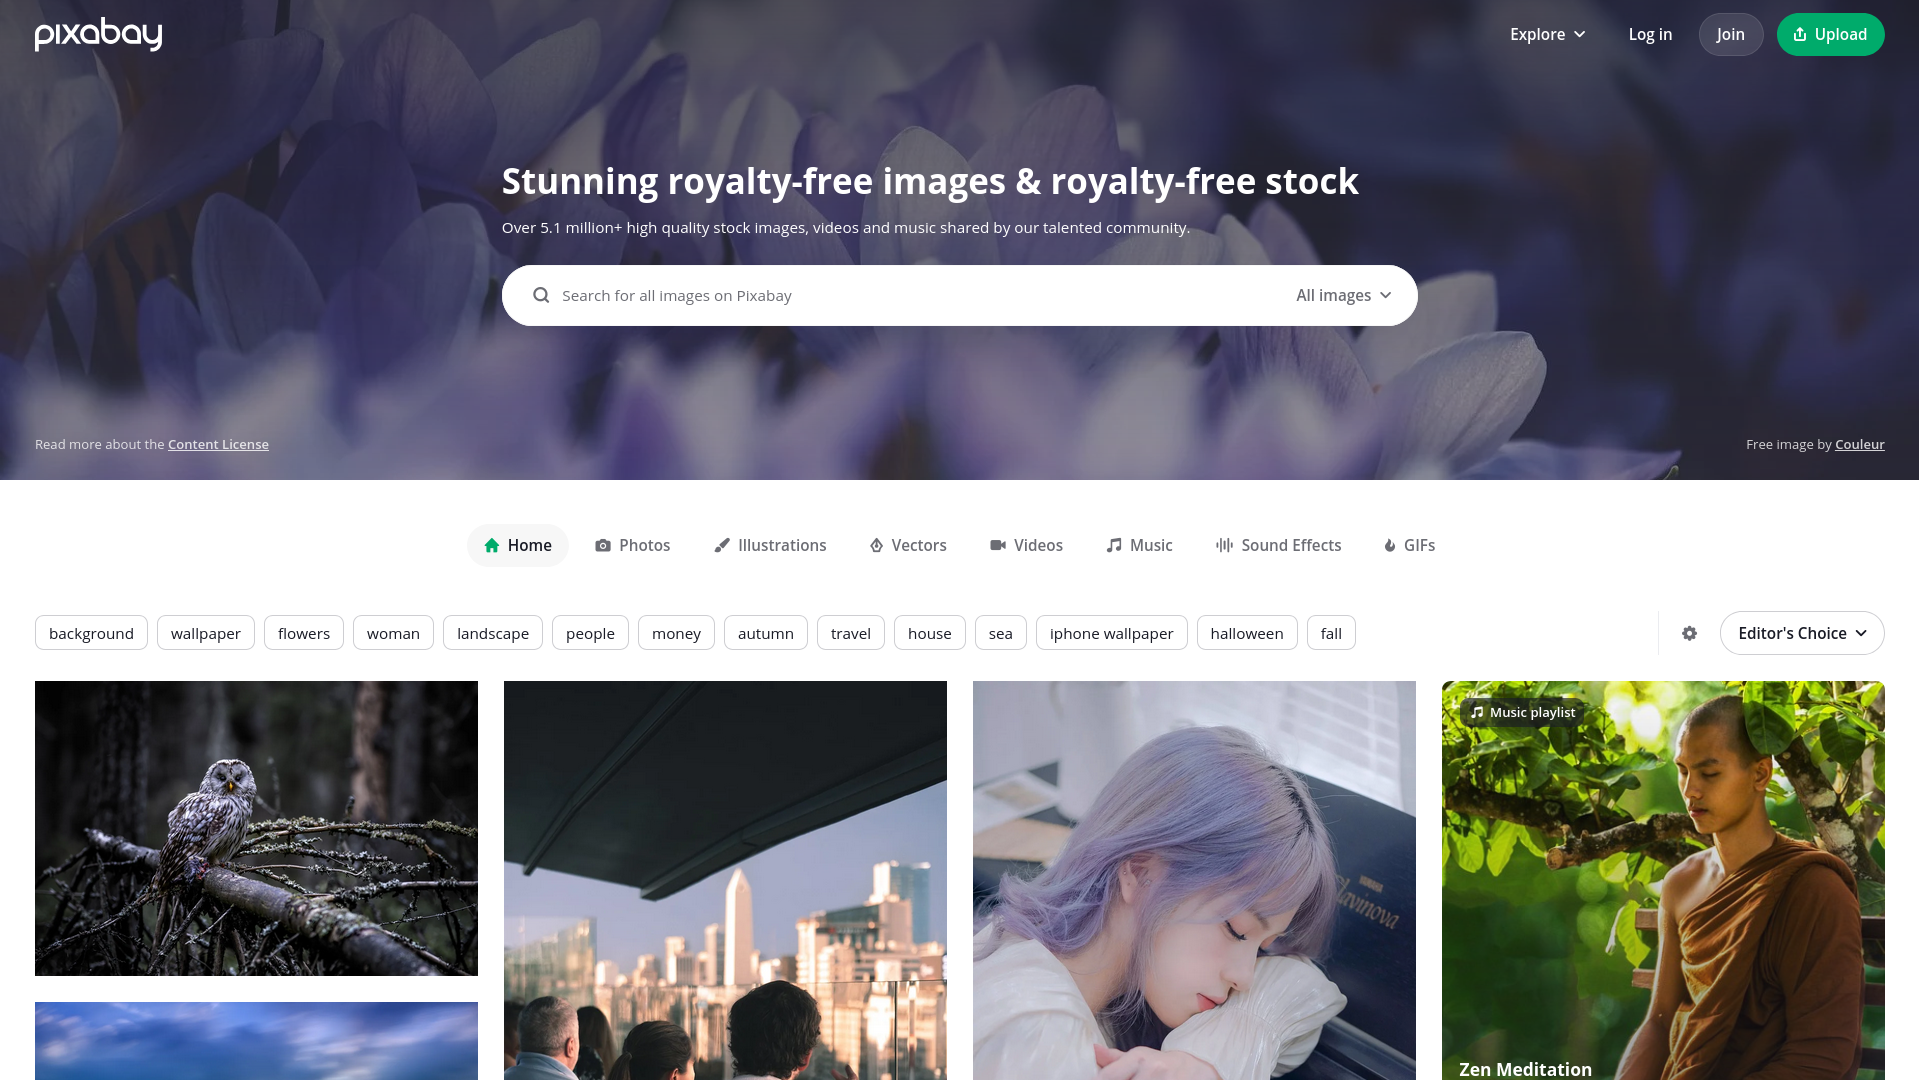 pixabay
Explore
Log in
Join
Upload
Stunning royalty-free images & royalty-free stock
Over 5.1 million+ high quality stock images, videos and music shared by our talented community.
Search for all images on Pixabay
All images
Read more about the Content License
Free image by Couleur
Home
Photos
Illustrations
Vectors
Videos
Music
Sound Effects
GIFs
background
wallpaper
flowers
woman
landscape
people
money
autumn
travel
house
sea
iphone wallpaper
halloween
fall
Editor's Choice
Music playlist
YAMAHA
Clavinova
Zen Meditation